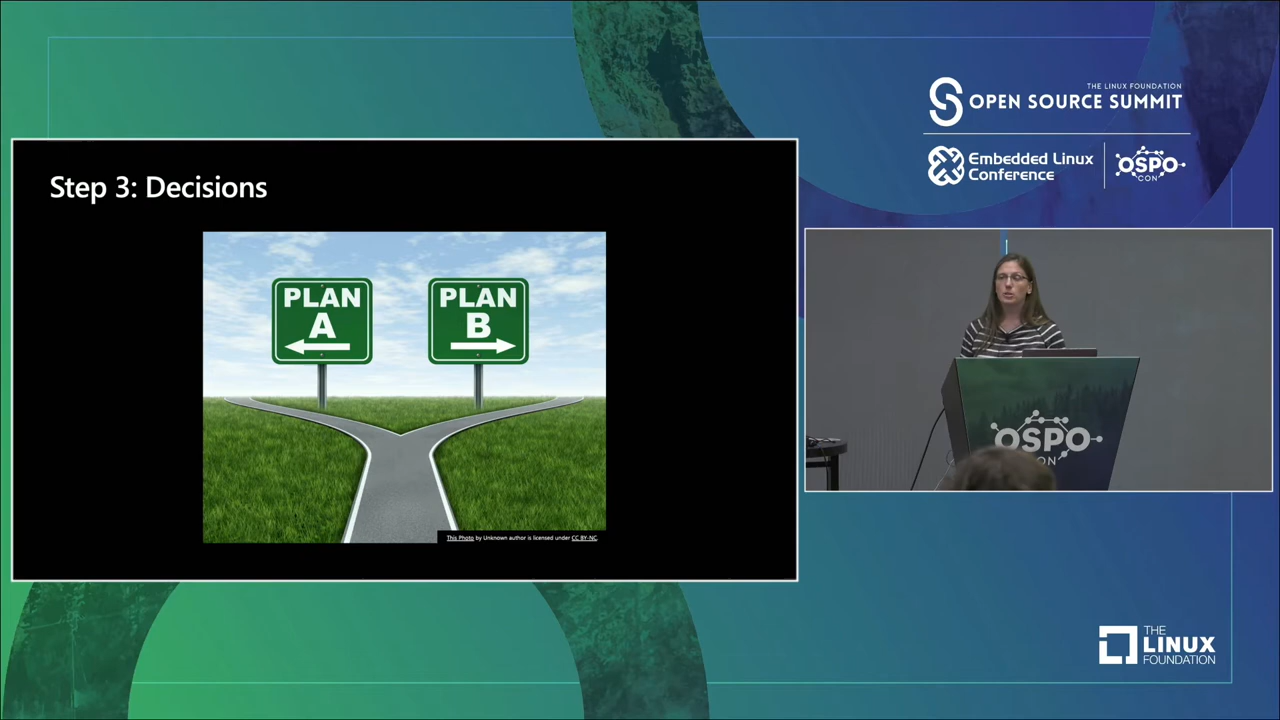 THE LINUX FOUNDATION
OPEN SOURCE SUMMIT
Embedded Linux
Conference
OSPO
CON
Step 3: Decisions
PLAN
A
PLAN
B
This Photo by Unknown author is licensed under CC BY-NC.
OSPO
CON
THE
LINUX
FOUNDATION